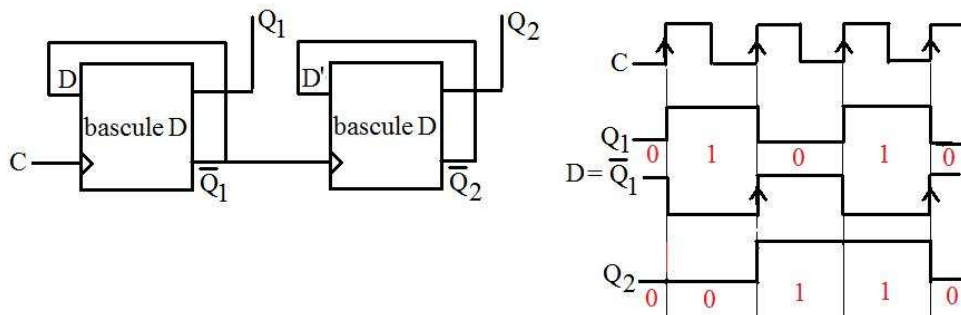 Q1 Q2
D D'
bascule D bascule D
C Q̅1 Q̅2
C
Q1
0 1 0 1 0
D = Q̅1
Q2
0 0 1 1 0